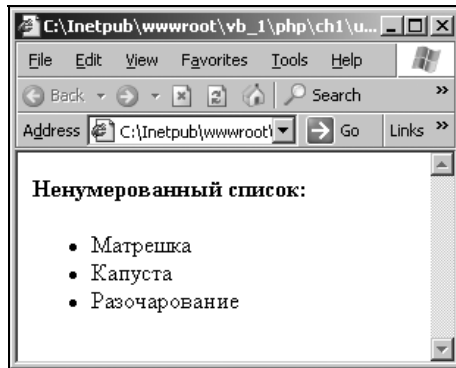 C:\Inetpub\wwwroot\vb_1\php\ch1\u...
File Edit View Favorites Tools Help
Back Search »
Address C:\Inetpub\wwwroot\ Go Links »
Ненумерованный список:
• Матрешка
• Капуста
• Разочарование